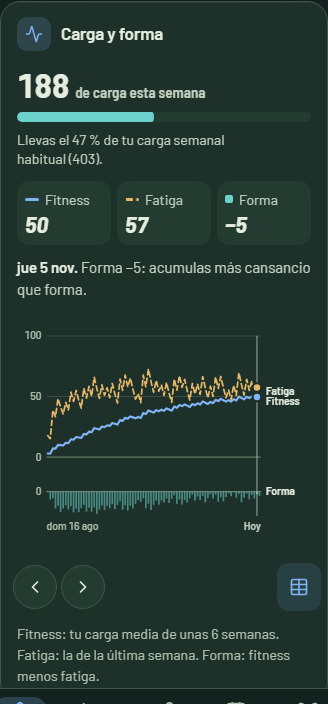 Carga y forma
188 de carga esta semana
Llevas el 47 % de tu carga semanal
habitual (403).
Fitness
50
Fatiga
57
Forma
−5
jue 5 nov. Forma −5: acumulas más cansancio
que forma.
100
50
0
Fatiga
Fitness
0
Forma
dom 16 ago
Hoy
Fitness: tu carga media de unas 6 semanas.
Fatiga: la de la última semana. Forma: fitness
menos fatiga.